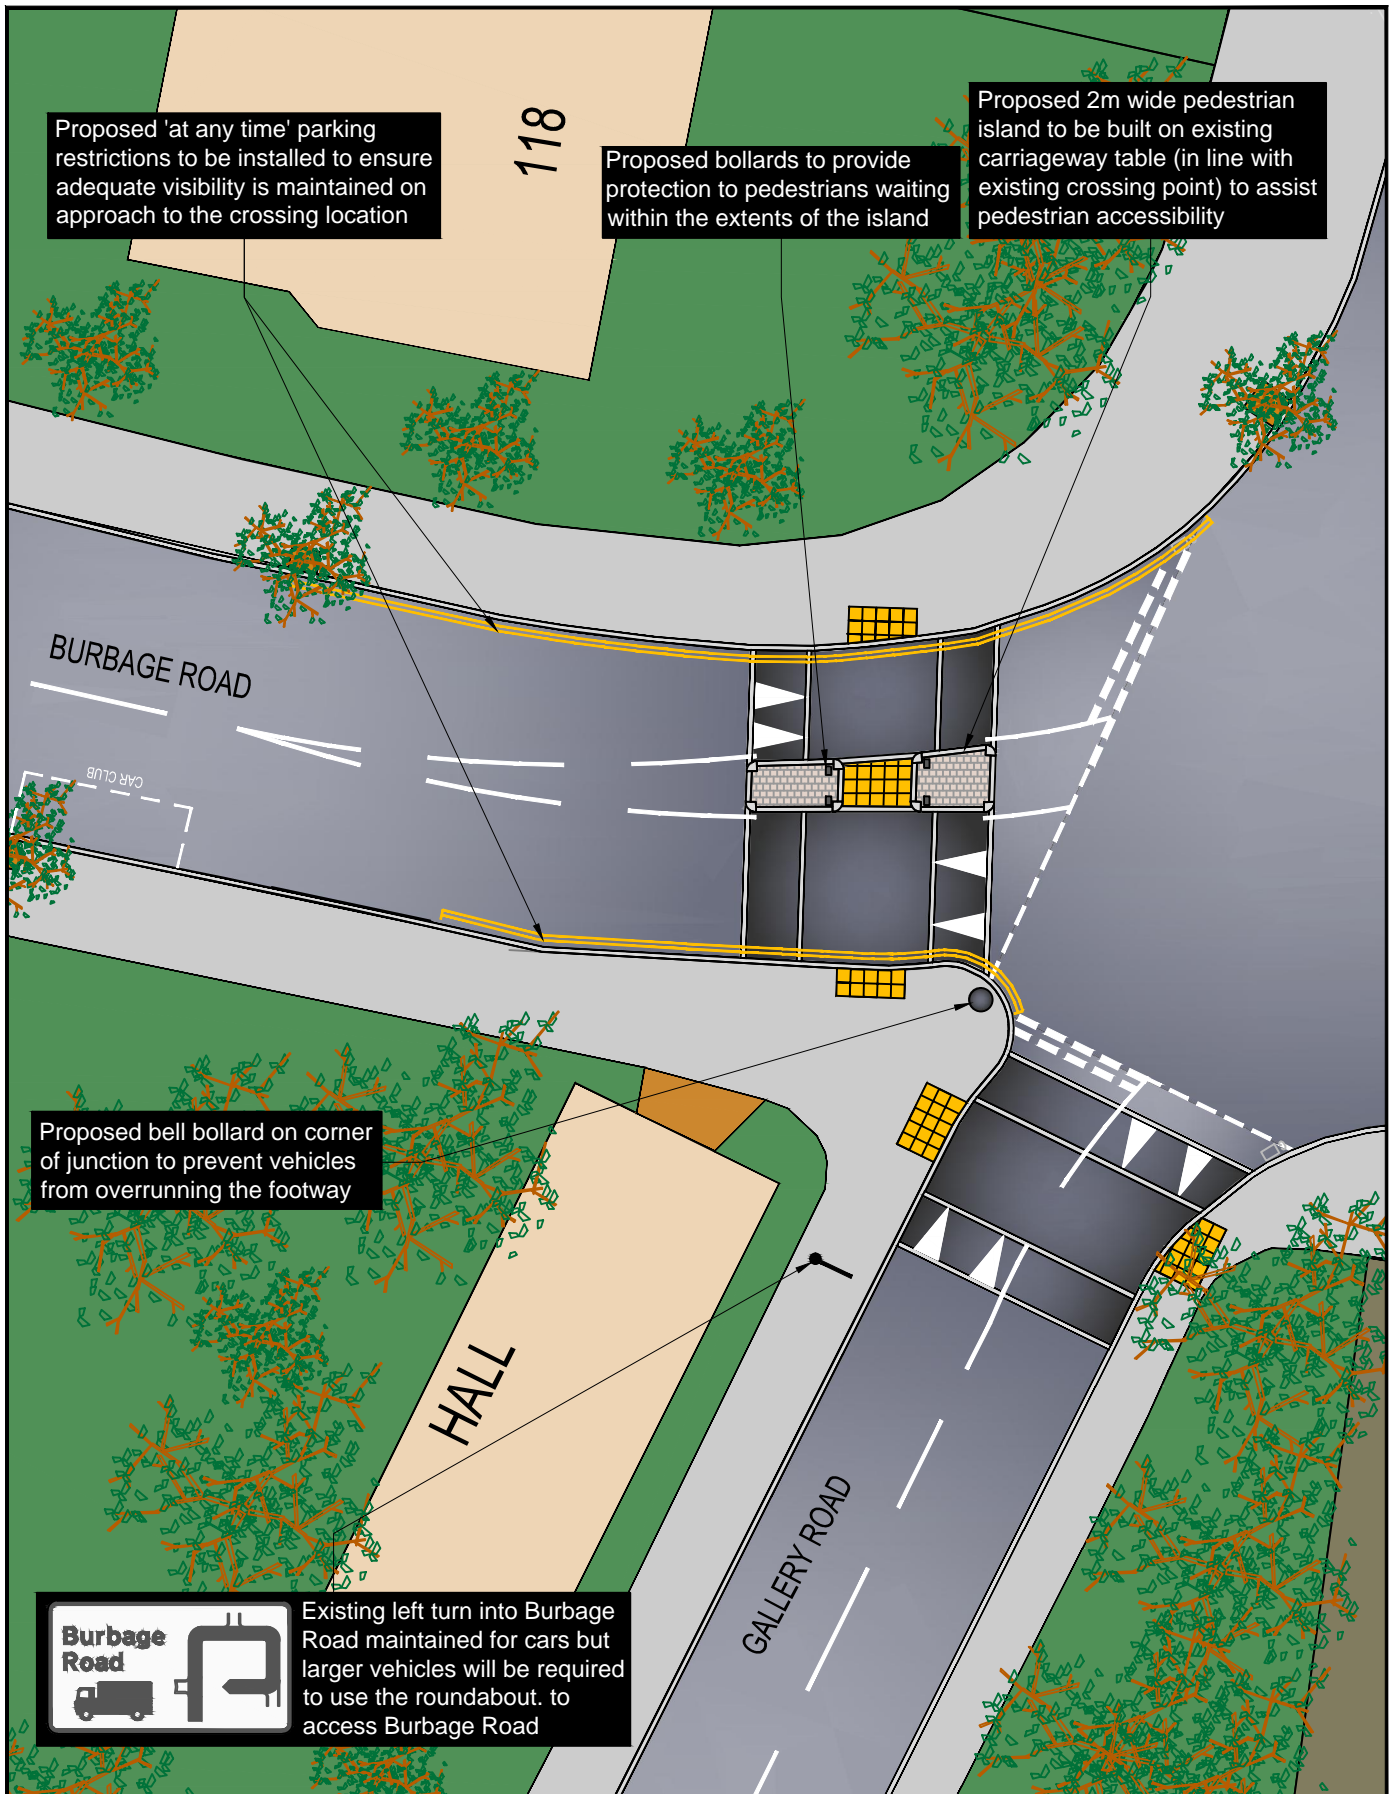 Proposed 'at any time' parking
restrictions to be installed to ensure
adequate visibility is maintained on
approach to the crossing location
118
Proposed bollards to provide
protection to pedestrians waiting
within the extents of the island
Proposed 2m wide pedestrian
island to be built on existing
carriageway table (in line with
existing crossing point) to assist
pedestrian accessibility
BURBAGE ROAD
CAR CLUB
Proposed bell bollard on corner
of junction to prevent vehicles
from overrunning the footway
HALL
GALLERY ROAD
Burbage
Road
Existing left turn into Burbage
Road maintained for cars but
larger vehicles will be required
to use the roundabout. to
access Burbage Road